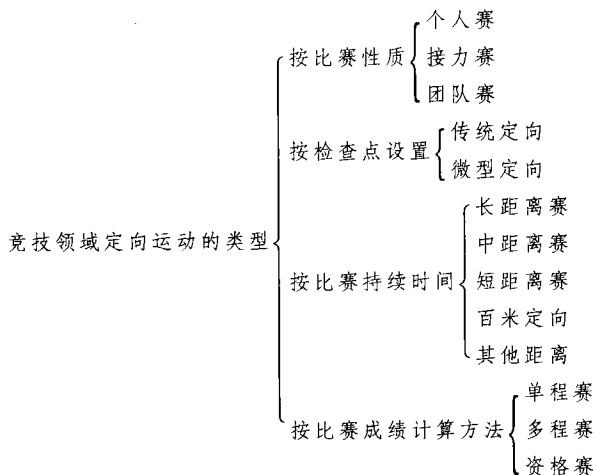 竞技领域定向运动的类型
按比赛性质
个人赛
接力赛
团队赛
按检查点设置
传统定向
微型定向
按比赛持续时间
长距离赛
中距离赛
短距离赛
百米定向
其他距离
按比赛成绩计算方法
单程赛
多程赛
资格赛